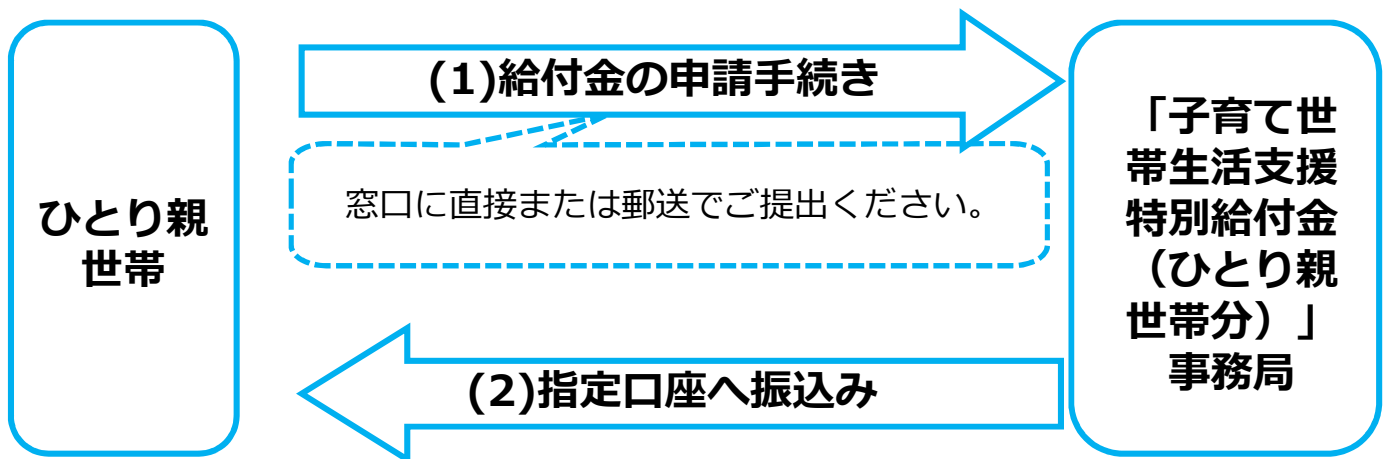 (1)給付金の申請手続き
窓口に直接または郵送でご提出ください。
ひとり親
世帯
「子育て世
帯生活支援
特別給付金
（ひとり親
世帯分）」
事務局
(2)指定口座へ振込み